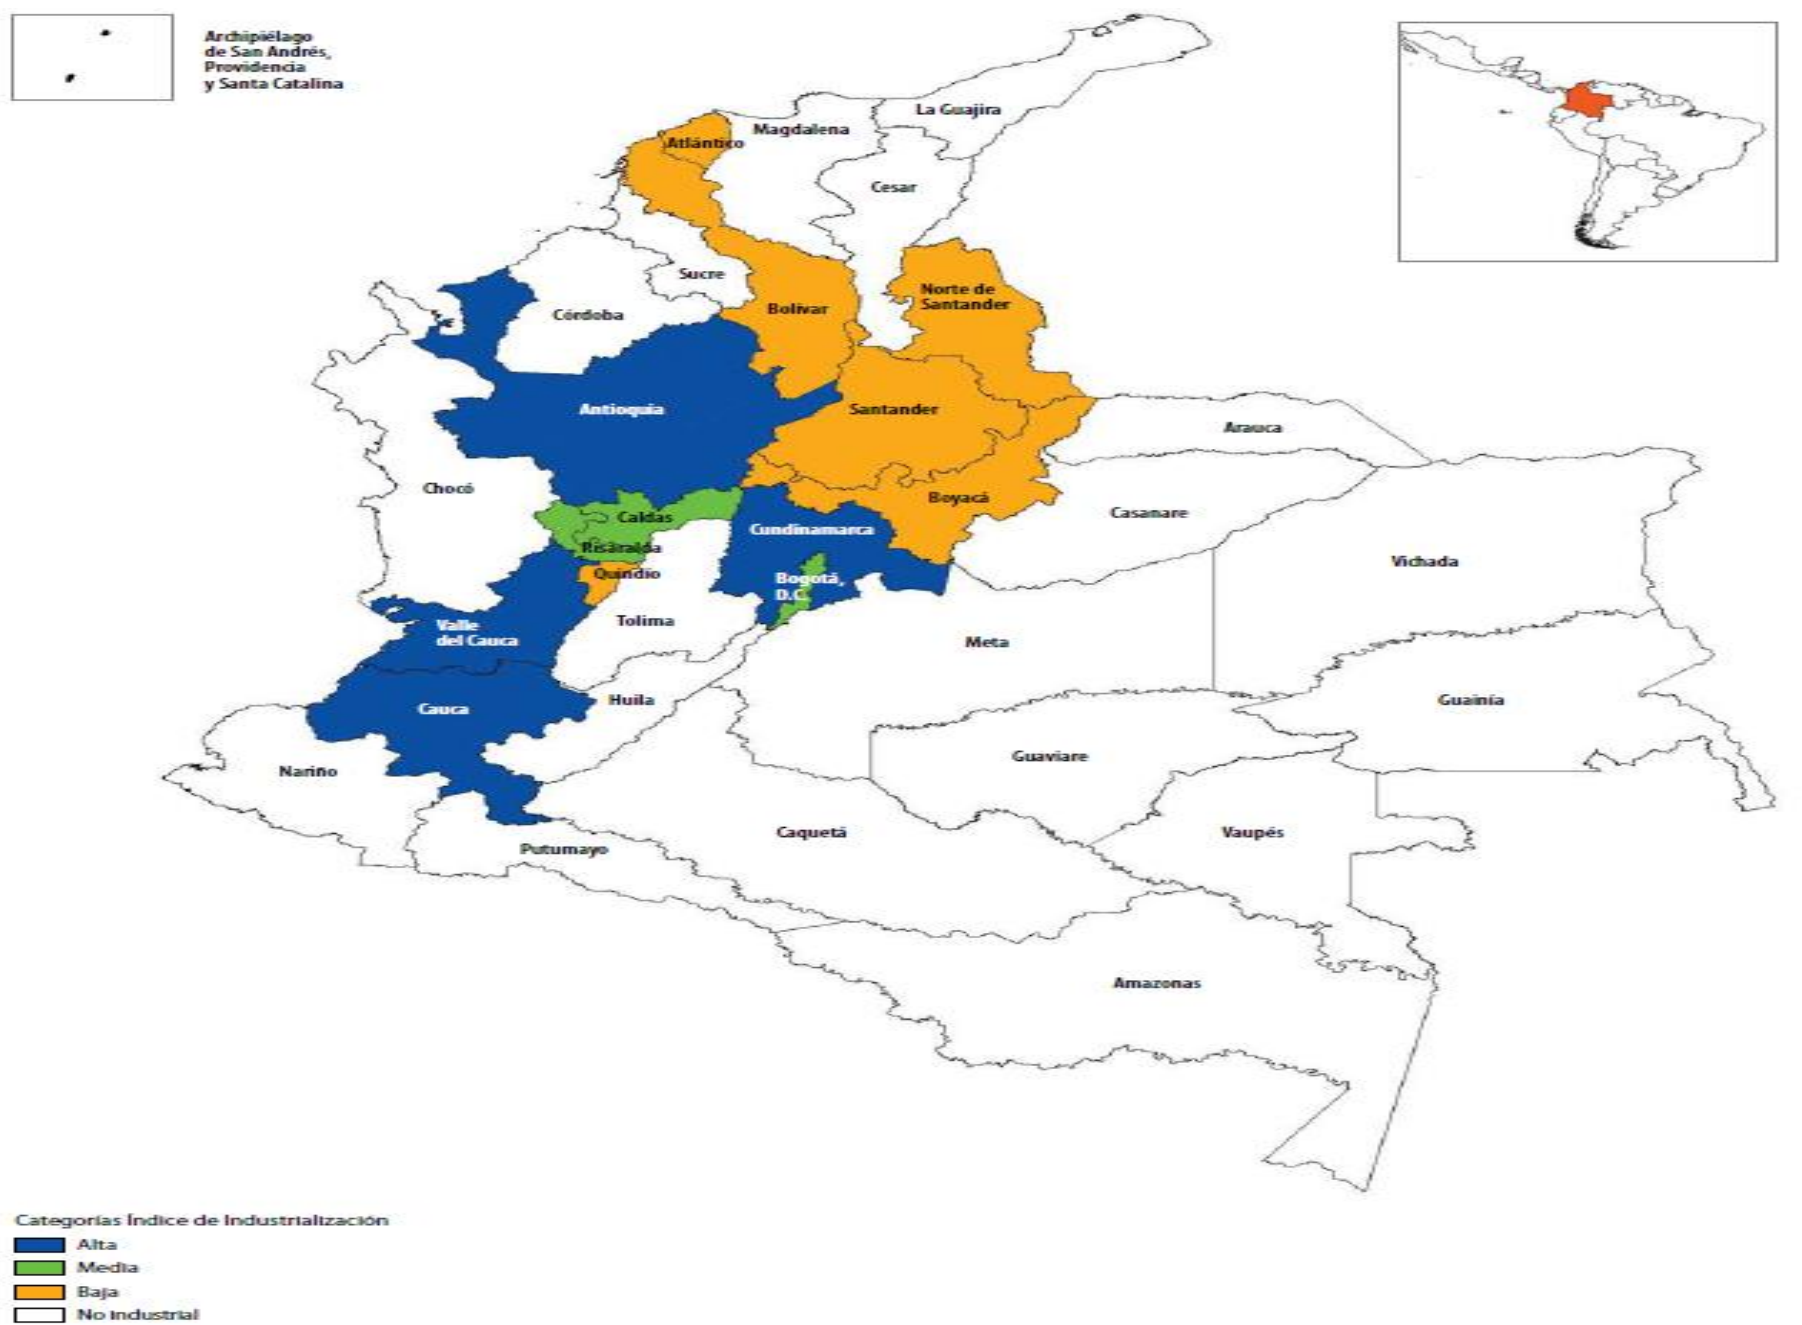 Archipiélago
de San Andrés,
Providencia
y Santa Catalina
La Guajira
Magdalena
Atlántico
Cesar
Sucre
Norte de
Santander
Bolívar
Córdoba
Antioquia
Santander
Arauca
Chocó
Boyacá
Casanare
Caldas
Cundinamarca
Risaralda
Vichada
Quindío
Bogotá,
D.C.
Tolima
Valle
del Cauca
Meta
Huila
Guainía
Cauca
Guaviare
Nariño
Caquetá
Vaupés
Putumayo
Amazonas
Categorías Índice de Industrialización
Alta
Media
Baja
No industrial